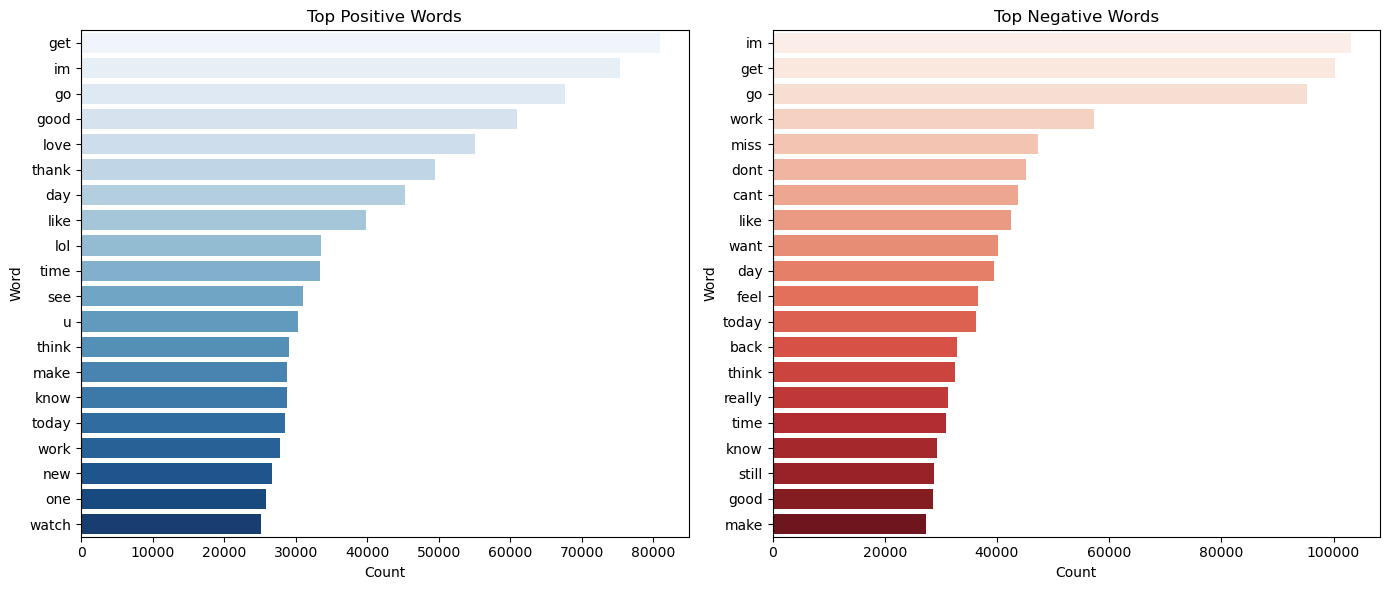 Top Positive Words
Word
get
im
go
good
love
thank
day
like
lol
time
see
u
think
make
know
today
work
new
one
watch
0 10000 20000 30000 40000 50000 60000 70000 80000
Count
Top Negative Words
Word
im
get
go
work
miss
dont
cant
like
want
day
feel
today
back
think
really
time
know
still
good
make
0 20000 40000 60000 80000 100000
Count